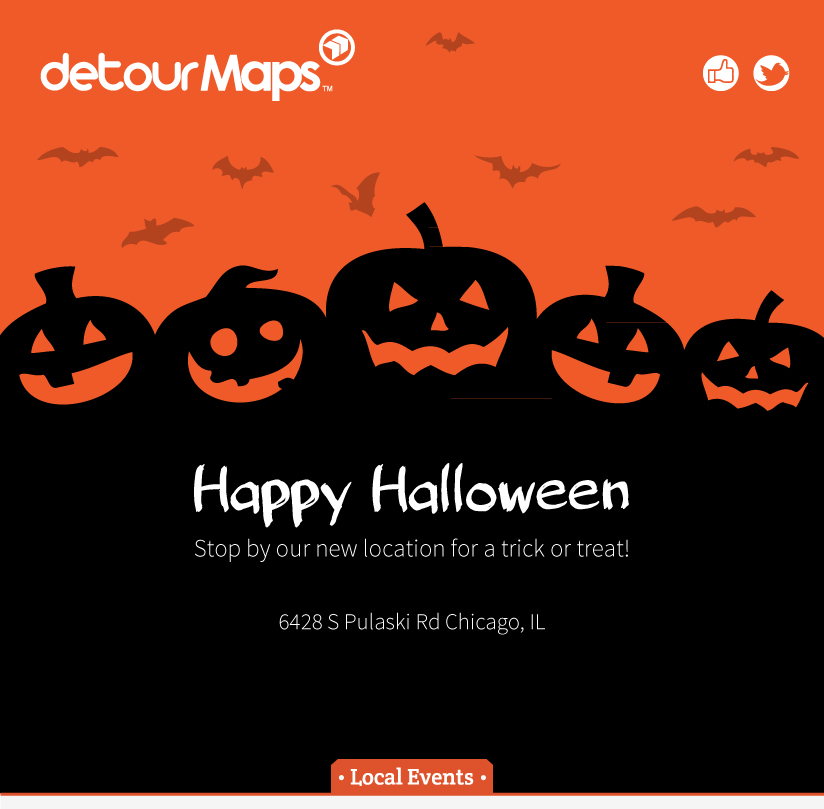 detourMaps™
Happy Halloween
Stop by our new location for a trick or treat!
6428 S Pulaski Rd Chicago, IL
• Local Events •